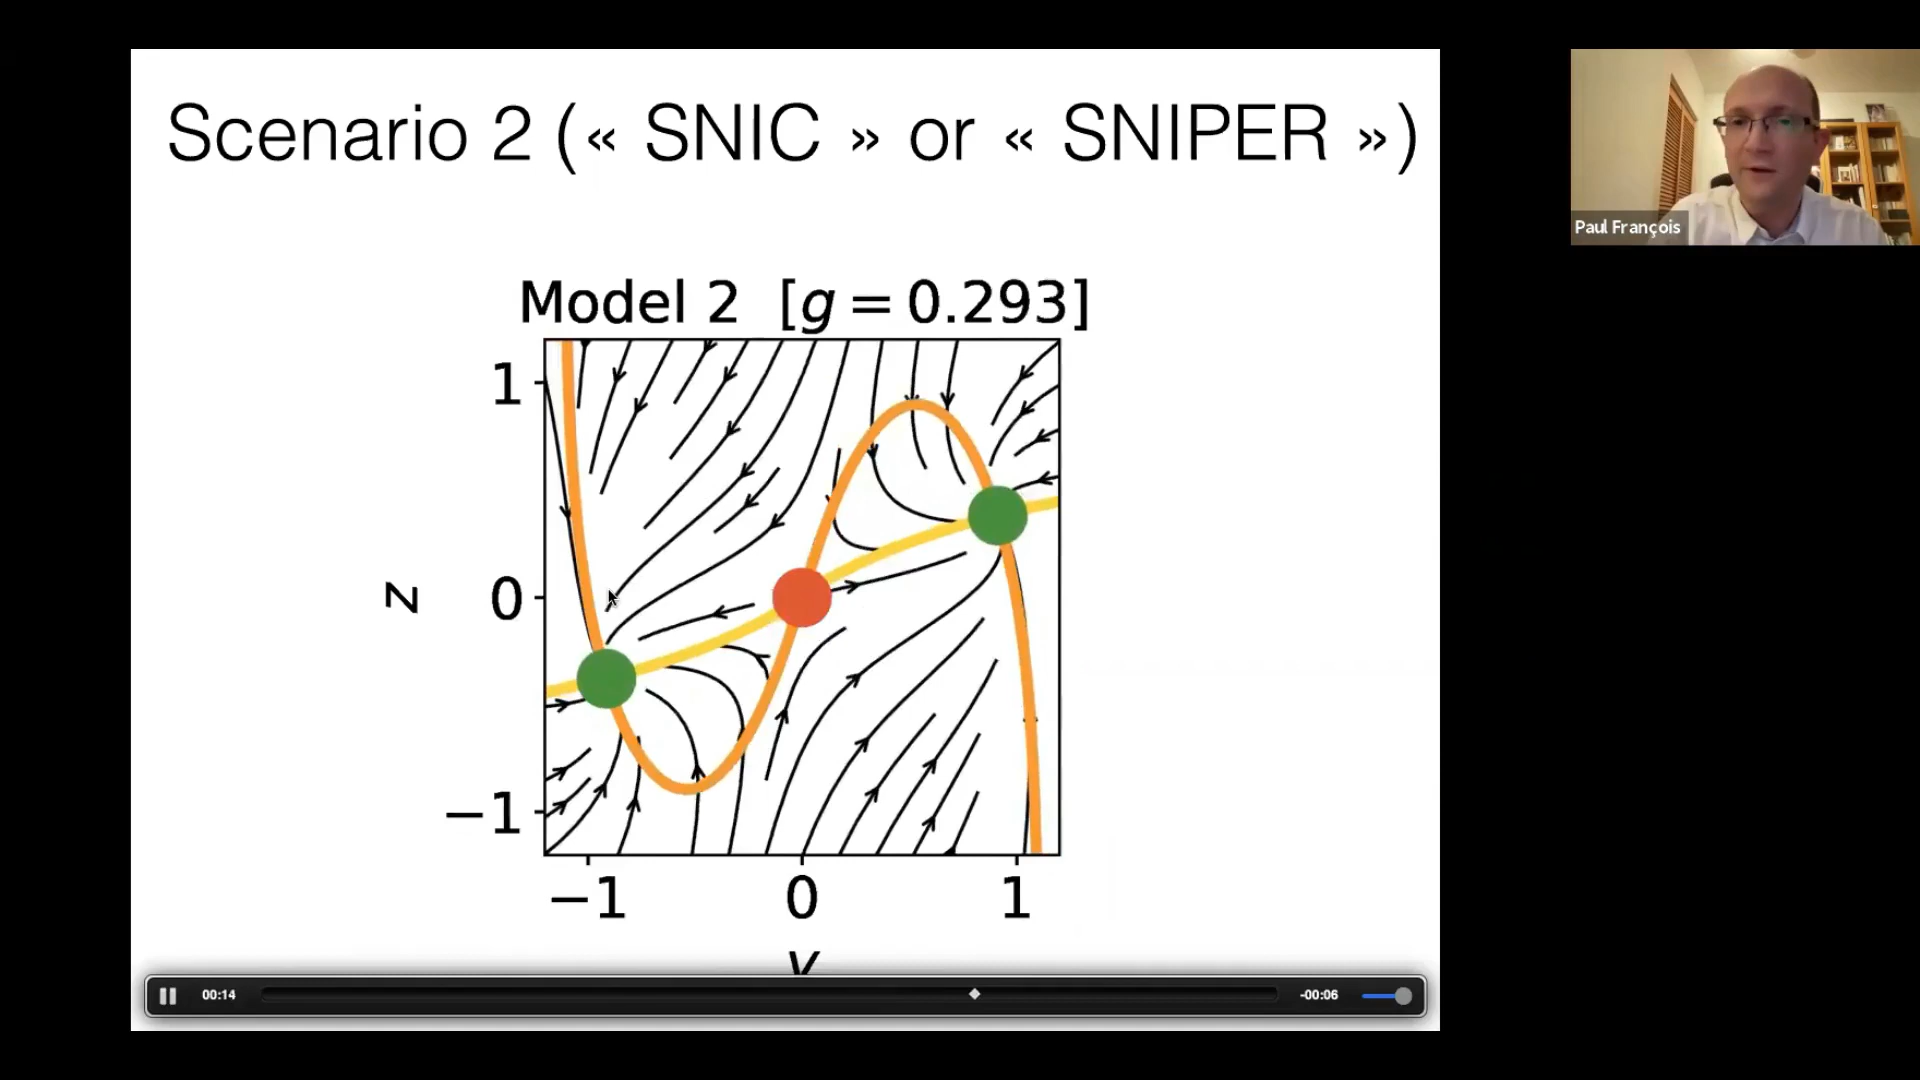 Scenario 2 (« SNIC » or « SNIPER »)
Paul François
Model 2 [g = 0.293]
1
0
−1
z
−1 0 1
y
00:14
-00:06